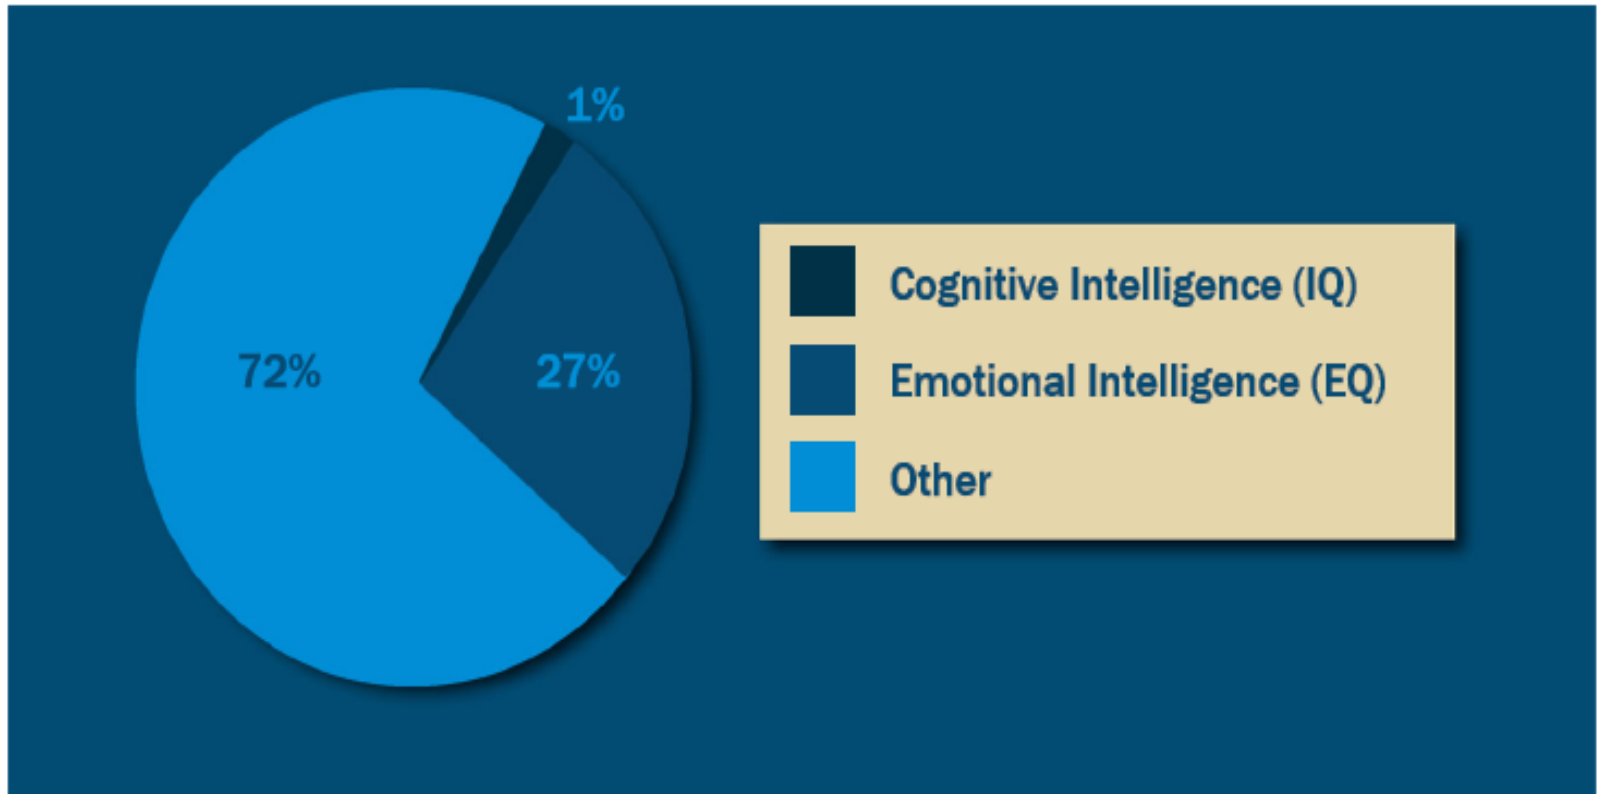 1%
72%
27%
Cognitive Intelligence (IQ)
Emotional Intelligence (EQ)
Other